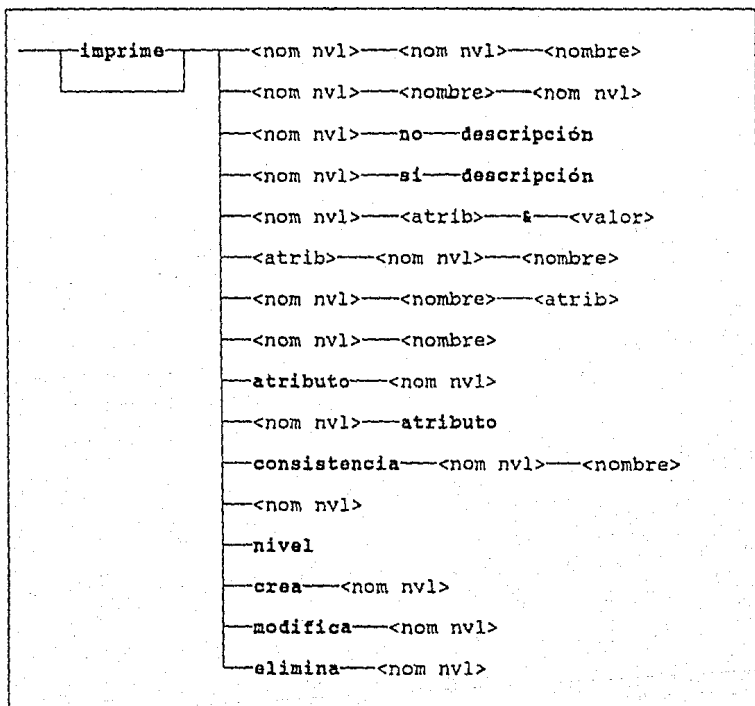 imprime <nom nvl> <nom nvl> <nombre>
<nom nvl> <nombre> <nom nvl>
<nom nvl> no descripción
<nom nvl> si descripción
<nom nvl> <atrib> & <valor>
<atrib> <nom nvl> <nombre>
<nom nvl> <nombre> <atrib>
<nom nvl> <nombre>
atributo <nom nvl>
<nom nvl> atributo
consistencia <nom nvl> <nombre>
<nom nvl>
nivel
crea <nom nvl>
modifica <nom nvl>
elimina <nom nvl>